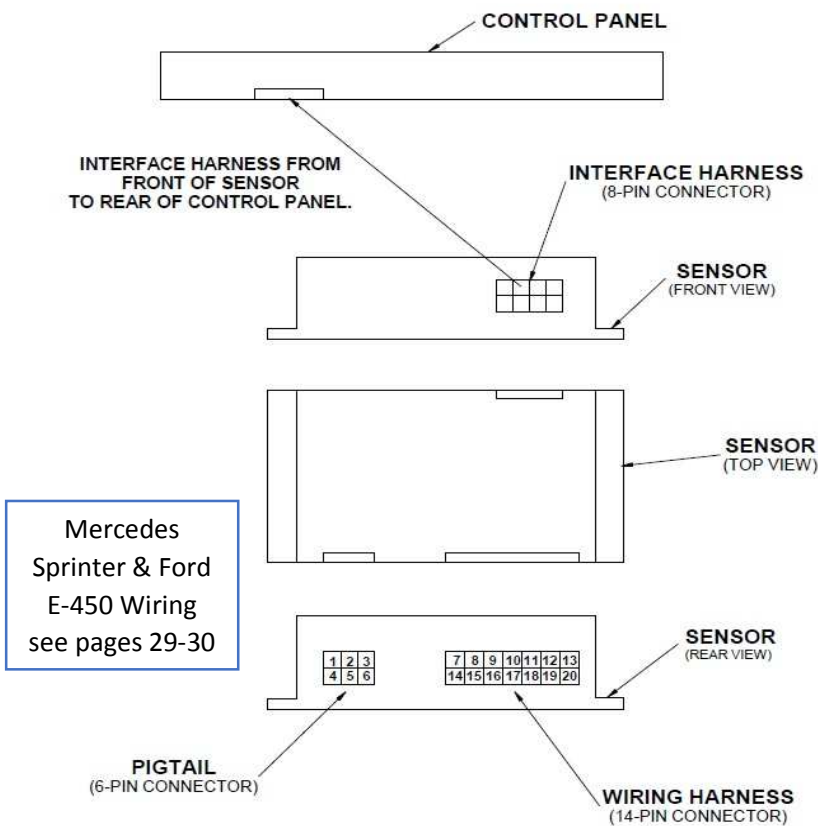 CONTROL PANEL
INTERFACE HARNESS FROM
FRONT OF SENSOR
TO REAR OF CONTROL PANEL.
INTERFACE HARNESS
(8-PIN CONNECTOR)
SENSOR
(FRONT VIEW)
SENSOR
(TOP VIEW)
Mercedes
Sprinter & Ford
E-450 Wiring
see pages 29-30
SENSOR
(REAR VIEW)
1 2 3
4 5 6
7 8 9 10 11 12 13
14 15 16 17 18 19 20
PIGTAIL
(6-PIN CONNECTOR)
WIRING HARNESS
(14-PIN CONNECTOR)